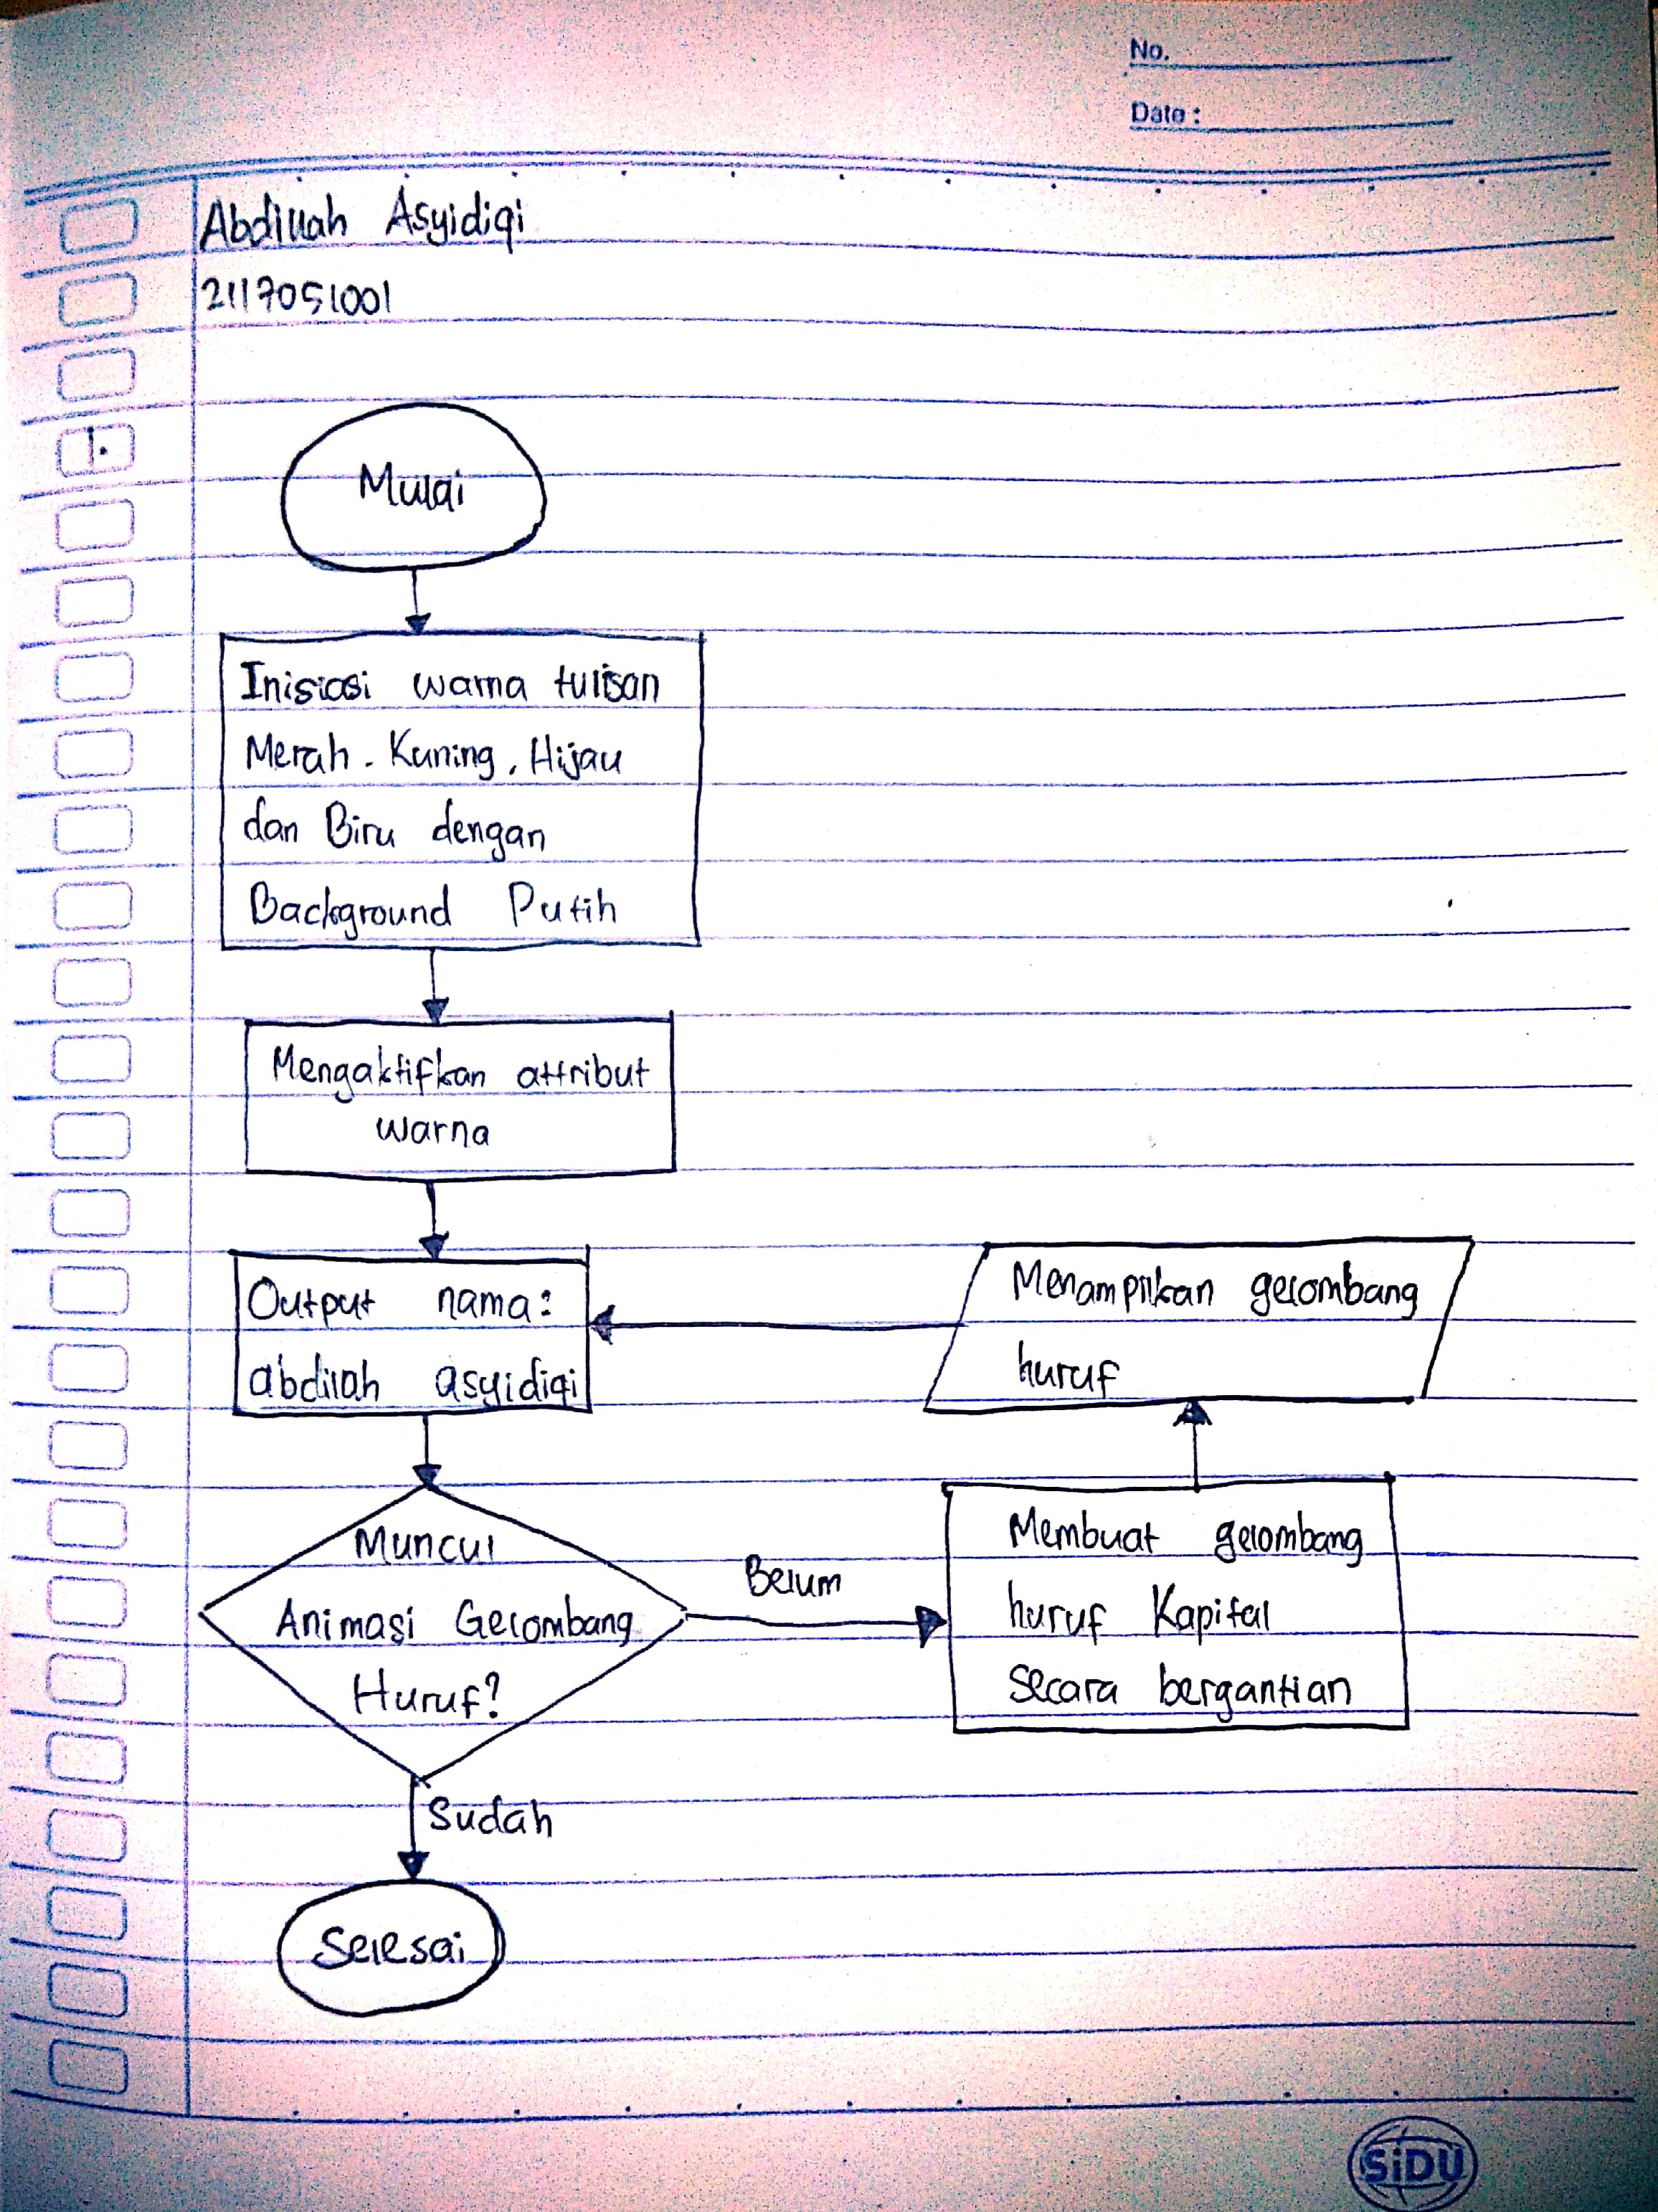 No.
Date :
Abdillah Asyidiqi
2117051001
1.
Mulai
Inisiasi warna tulisan
Merah. Kuning, Hijau
dan Biru dengan
Background Putih
Mengaktifkan attribut
warna
Output nama:
abdilah asyidiqi
Menampilkan gelombang
huruf
Muncul
Animasi Gelombang
Huruf?
Belum
Membuat gelombang
huruf Kapital
secara bergantian
Sudah
Selesai
SiDU